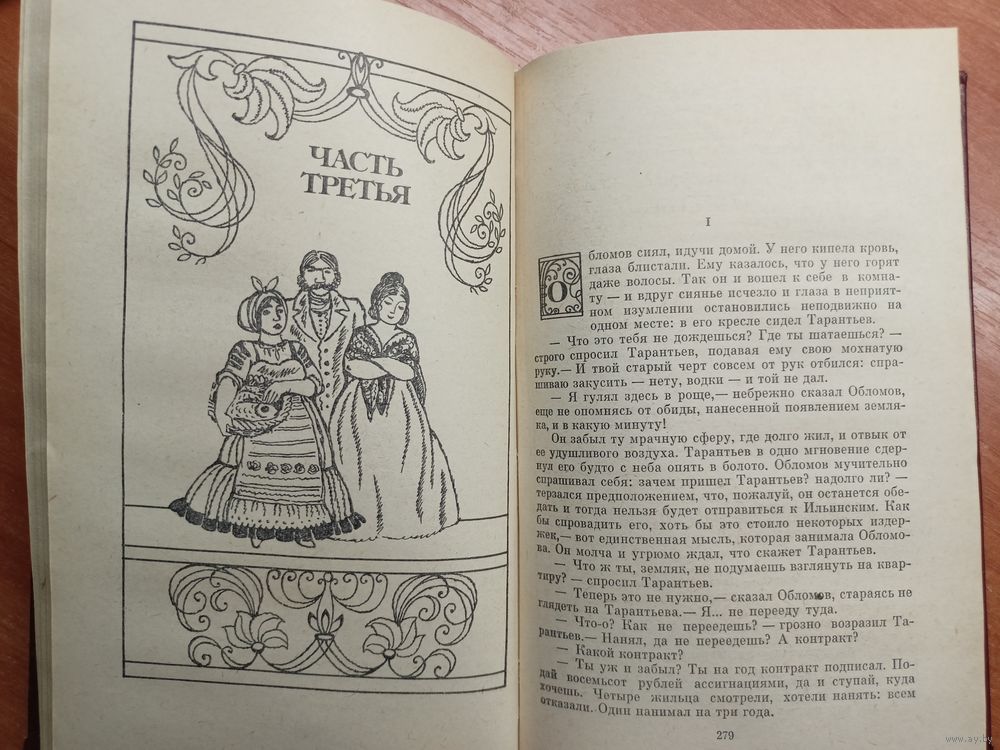 ЧАСТЬ
ТРЕТЬЯ
I
Обломов сиял, идучи домой. У него кипела кровь,
глаза блистали. Ему казалось, что у него горят
даже волосы. Так он и вошел к себе в комна-
ту — и вдруг сиянье исчезло и глаза в неприят-
ном изумлении остановились неподвижно на
одном месте: в его кресле сидел Тарантьев.
— Что это тебя не дождешься? Где ты шатаешься? —
строго спросил Тарантьев, подавая ему свою мохнатую
руку.— И твой старый черт совсем от рук отбился: спра-
шиваю закусить — нету, водки — и той не дал.
— Я гулял здесь в роще,— небрежно сказал Обломов,
еще не опомнясь от обиды, нанесенной появлением земля-
ка, и в какую минуту!
Он забыл ту мрачную сферу, где долго жил, и отвык от
ее удушливого воздуха. Тарантьев в одно мгновение сдер-
нул его будто с неба опять в болото. Обломов мучительно
спрашивал себя: зачем пришел Тарантьев? надолго ли? —
терзался предположением, что, пожалуй, он останется обе-
дать и тогда нельзя будет отправиться к Ильинским. Как
бы спровадить его, хоть бы это стоило некоторых издер-
жек,— вот единственная мысль, которая занимала Обломо-
ва. Он молча и угрюмо ждал, что скажет Тарантьев.
— Что ж ты, земляк, не подумаешь взглянуть на квар-
тиру? — спросил Тарантьев.
— Теперь это не нужно,— сказал Обломов, стараясь не
глядеть на Тарантьева.— Я... не перееду туда.
— Что-о? Как не переедешь? — грозно возразил Та-
рантьев.— Нанял, да не переедешь? А контракт?
— Какой контракт?
— Ты уж и забыл? Ты на год контракт подписал. По-
дай восемьсот рублей ассигнациями, да и ступай, куда
хочешь. Четыре жильца смотрели, хотели нанять: всем
отказали. Один нанимал на три года.
279
www.ay.by